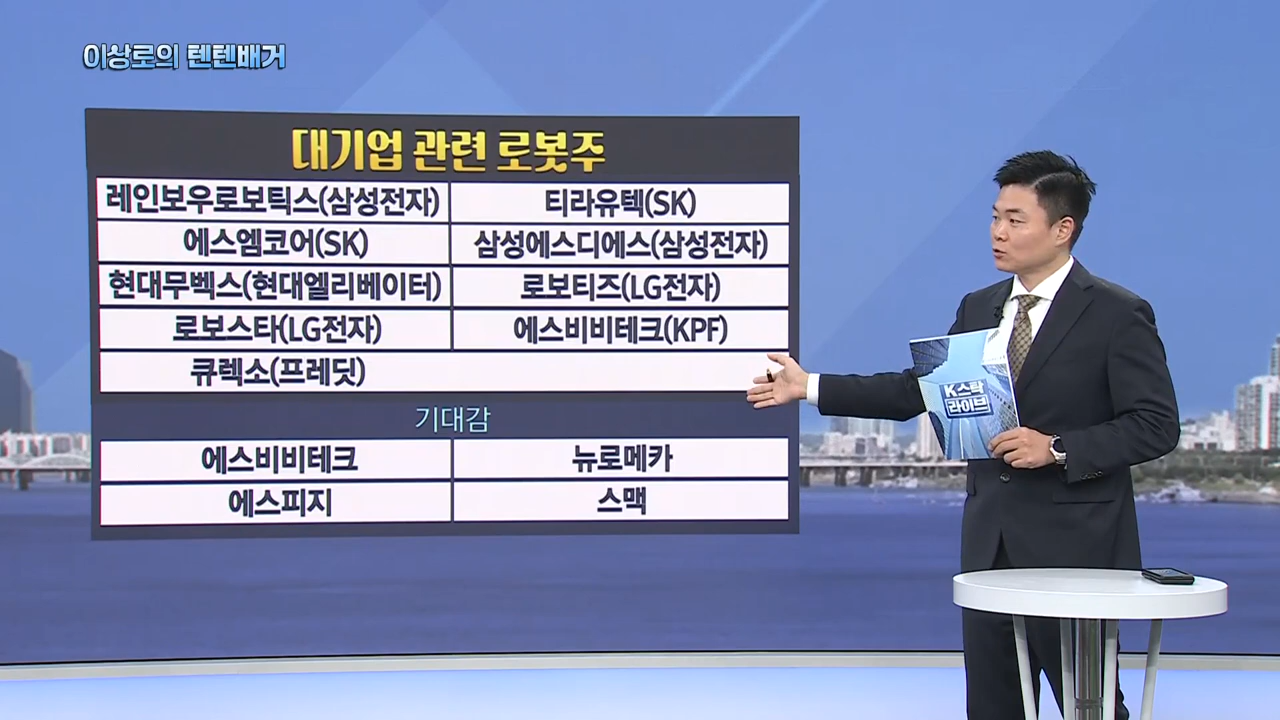 이상로의 텐텐배거
대기업 관련 로봇주
레인보우로보틱스(삼성전자) 티라유텍(SK)
에스엠코어(SK) 삼성에스디에스(삼성전자)
현대무벡스(현대엘리베이터) 로보티즈(LG전자)
로보스타(LG전자) 에스비비테크(KPF)
큐렉소(프레딧)
기대감
에스비비테크 뉴로메카
에스피지 스맥
K스탁
라이브